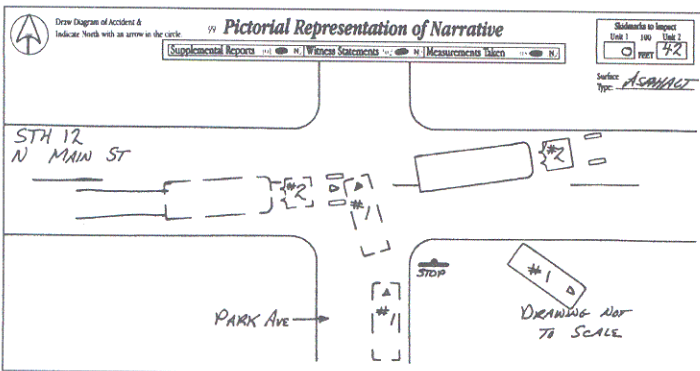 Draw Diagram of Accident &
Indicate North with an arrow in the circle.
Pictorial Representation of Narrative
Supplemental Reports N Witness Statements N Measurements Taken N
Skidmarks to Impact
Unit 1 Unit 2
0 FEET 42
Surface Type: ASPHALT
STH 12
N MAIN ST
#2
#2
#1
STOP
#1
#1
PARK AVE
DRAWING NOT
TO SCALE